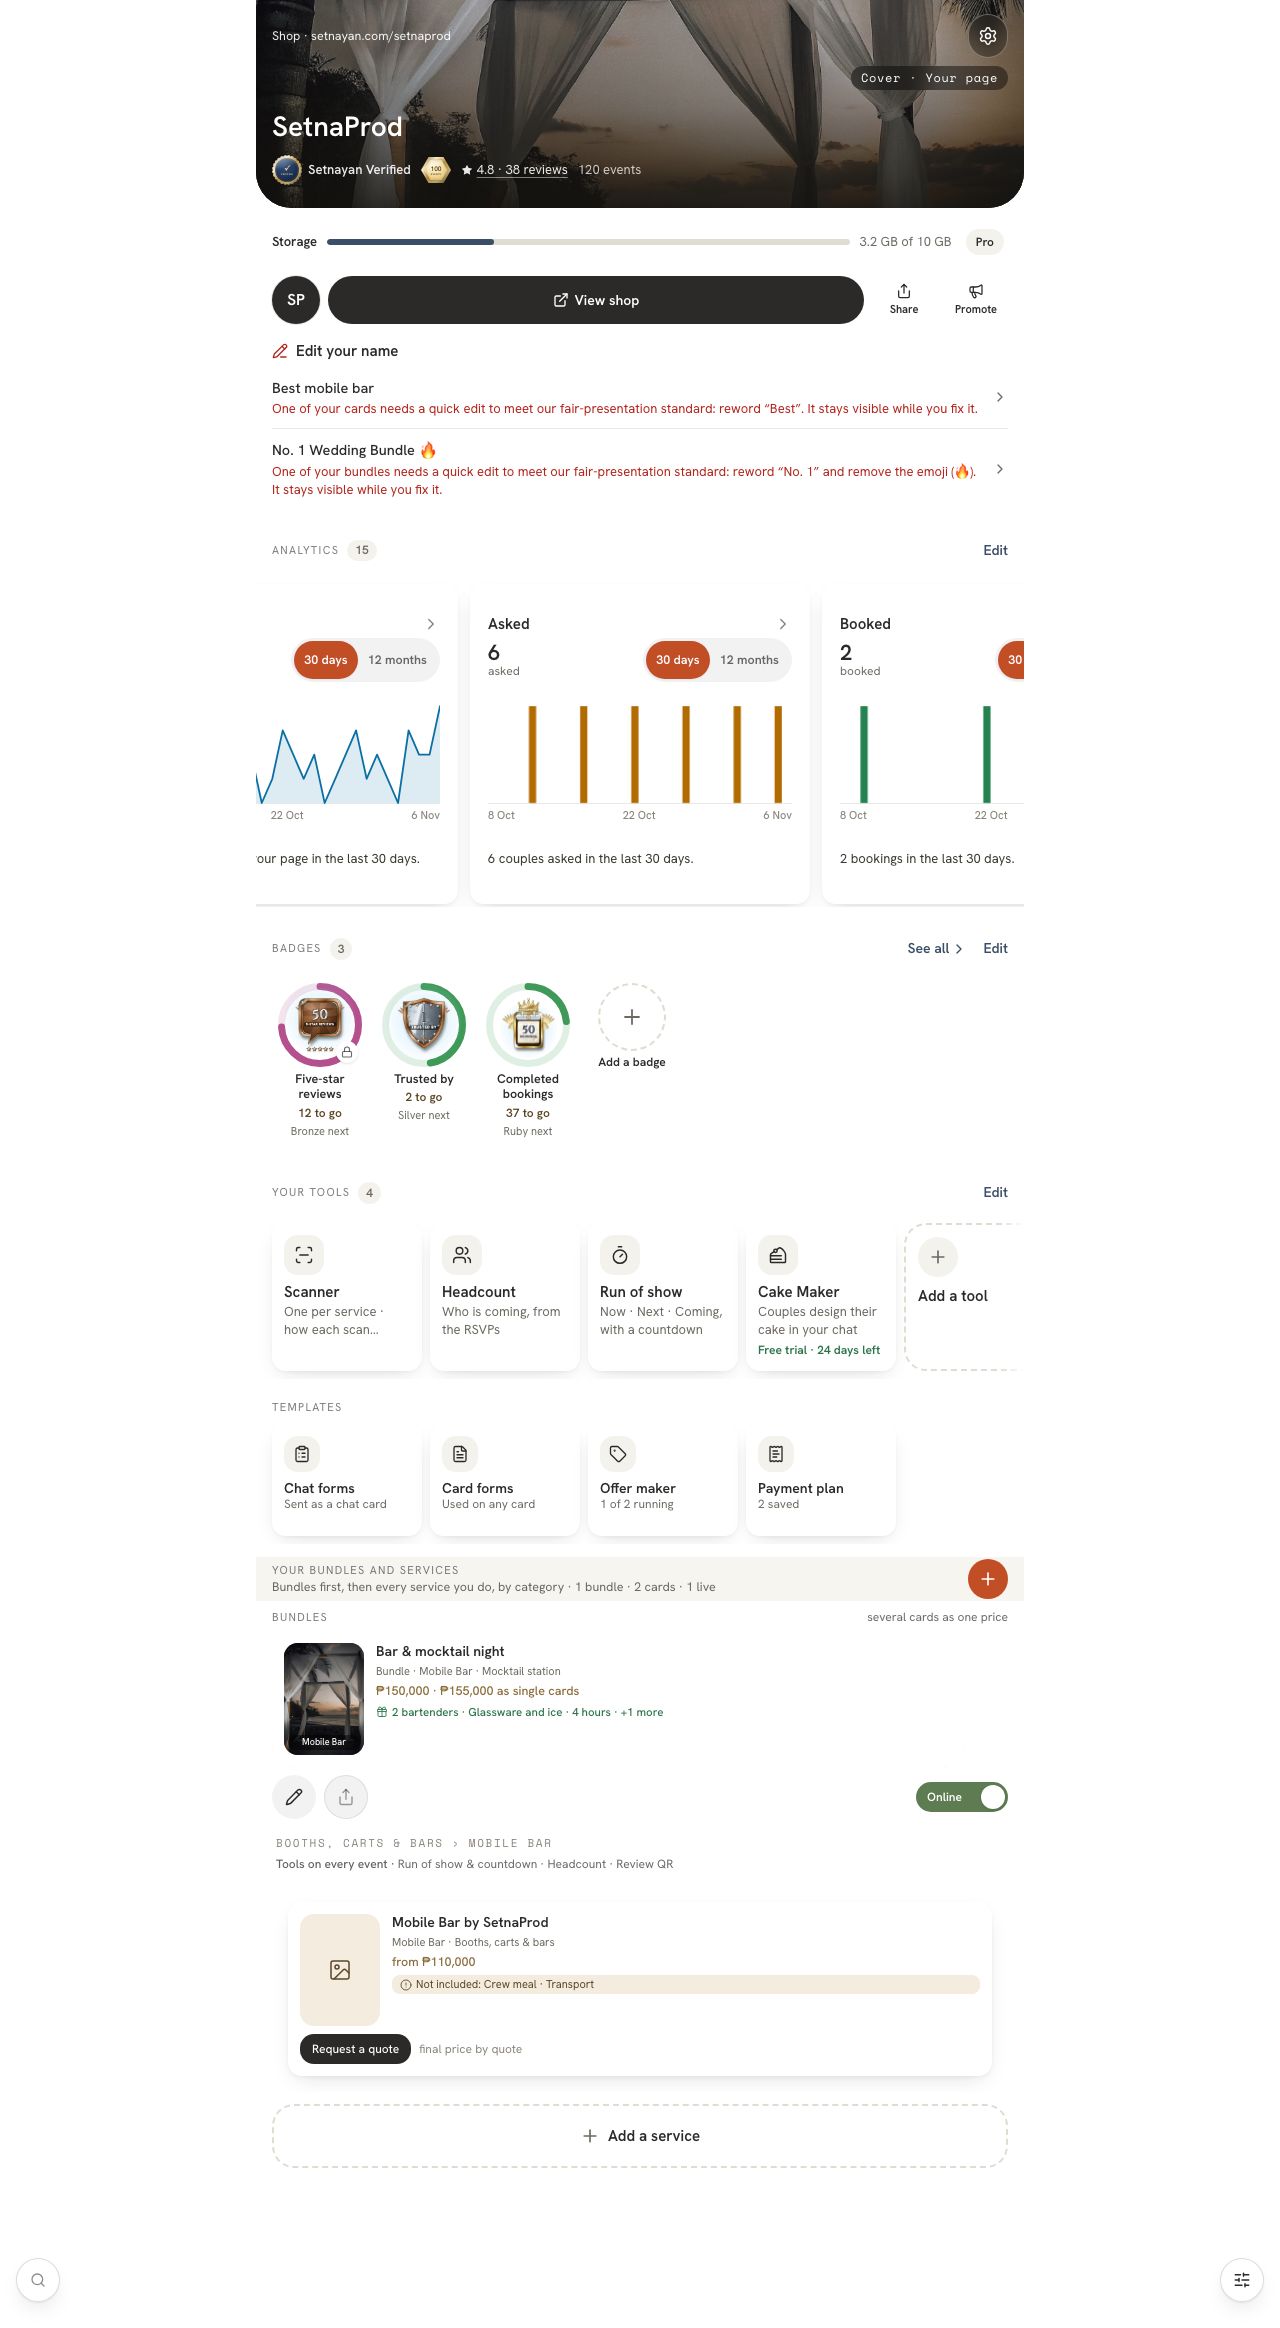 Shop · setnayan.com/setnaprod
Cover · Your page
SetnaProd
Setnayan Verified
100
4.8 · 38 reviews
120 events
Storage
3.2 GB of 10 GB
Pro
SP
View shop
Share
Promote
Edit your name
Best mobile bar
One of your cards needs a quick edit to meet our fair-presentation standard: reword “Best”. It stays visible while you fix it.
No. 1 Wedding Bundle 🔥
One of your bundles needs a quick edit to meet our fair-presentation standard: reword “No. 1” and remove the emoji (🔥).
It stays visible while you fix it.
ANALYTICS 15
Edit
30 days 12 months
22 Oct 6 Nov
our page in the last 30 days.
Asked
6
asked
30 days 12 months
8 Oct 22 Oct 6 Nov
6 couples asked in the last 30 days.
Booked
2
booked
30
8 Oct 22 Oct
2 bookings in the last 30 days.
BADGES 3
See all
Edit
50
5-STAR REVIEWS
Five-star
reviews
12 to go
Bronze next
1
TRUSTED BY
Trusted by
2 to go
Silver next
50
Completed
bookings
37 to go
Ruby next
Add a badge
YOUR TOOLS 4
Edit
Scanner
One per service ·
how each scan...
Headcount
Who is coming, from
the RSVPs
Run of show
Now · Next · Coming,
with a countdown
Cake Maker
Couples design their
cake in your chat
Free trial · 24 days left
Add a tool
TEMPLATES
Chat forms
Sent as a chat card
Card forms
Used on any card
Offer maker
1 of 2 running
Payment plan
2 saved
YOUR BUNDLES AND SERVICES
Bundles first, then every service you do, by category · 1 bundle · 2 cards · 1 live
BUNDLES
several cards as one price
Mobile Bar
Bar & mocktail night
Bundle · Mobile Bar · Mocktail station
₱150,000 · ₱155,000 as single cards
2 bartenders · Glassware and ice · 4 hours · +1 more
Online
BOOTHS, CARTS & BARS › MOBILE BAR
Tools on every event · Run of show & countdown · Headcount · Review QR
Mobile Bar by SetnaProd
Mobile Bar · Booths, carts & bars
from ₱110,000
Not included: Crew meal · Transport
Request a quote
final price by quote
Add a service